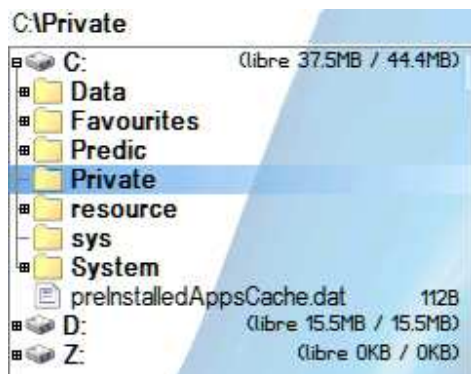 C:\Private
C: (libre 37.5MB / 44.4MB)
Data
Favourites
Predic
Private
resource
sys
System
preInstalledAppsCache.dat 112B
D: (libre 15.5MB / 15.5MB)
Z: (libre 0KB / 0KB)